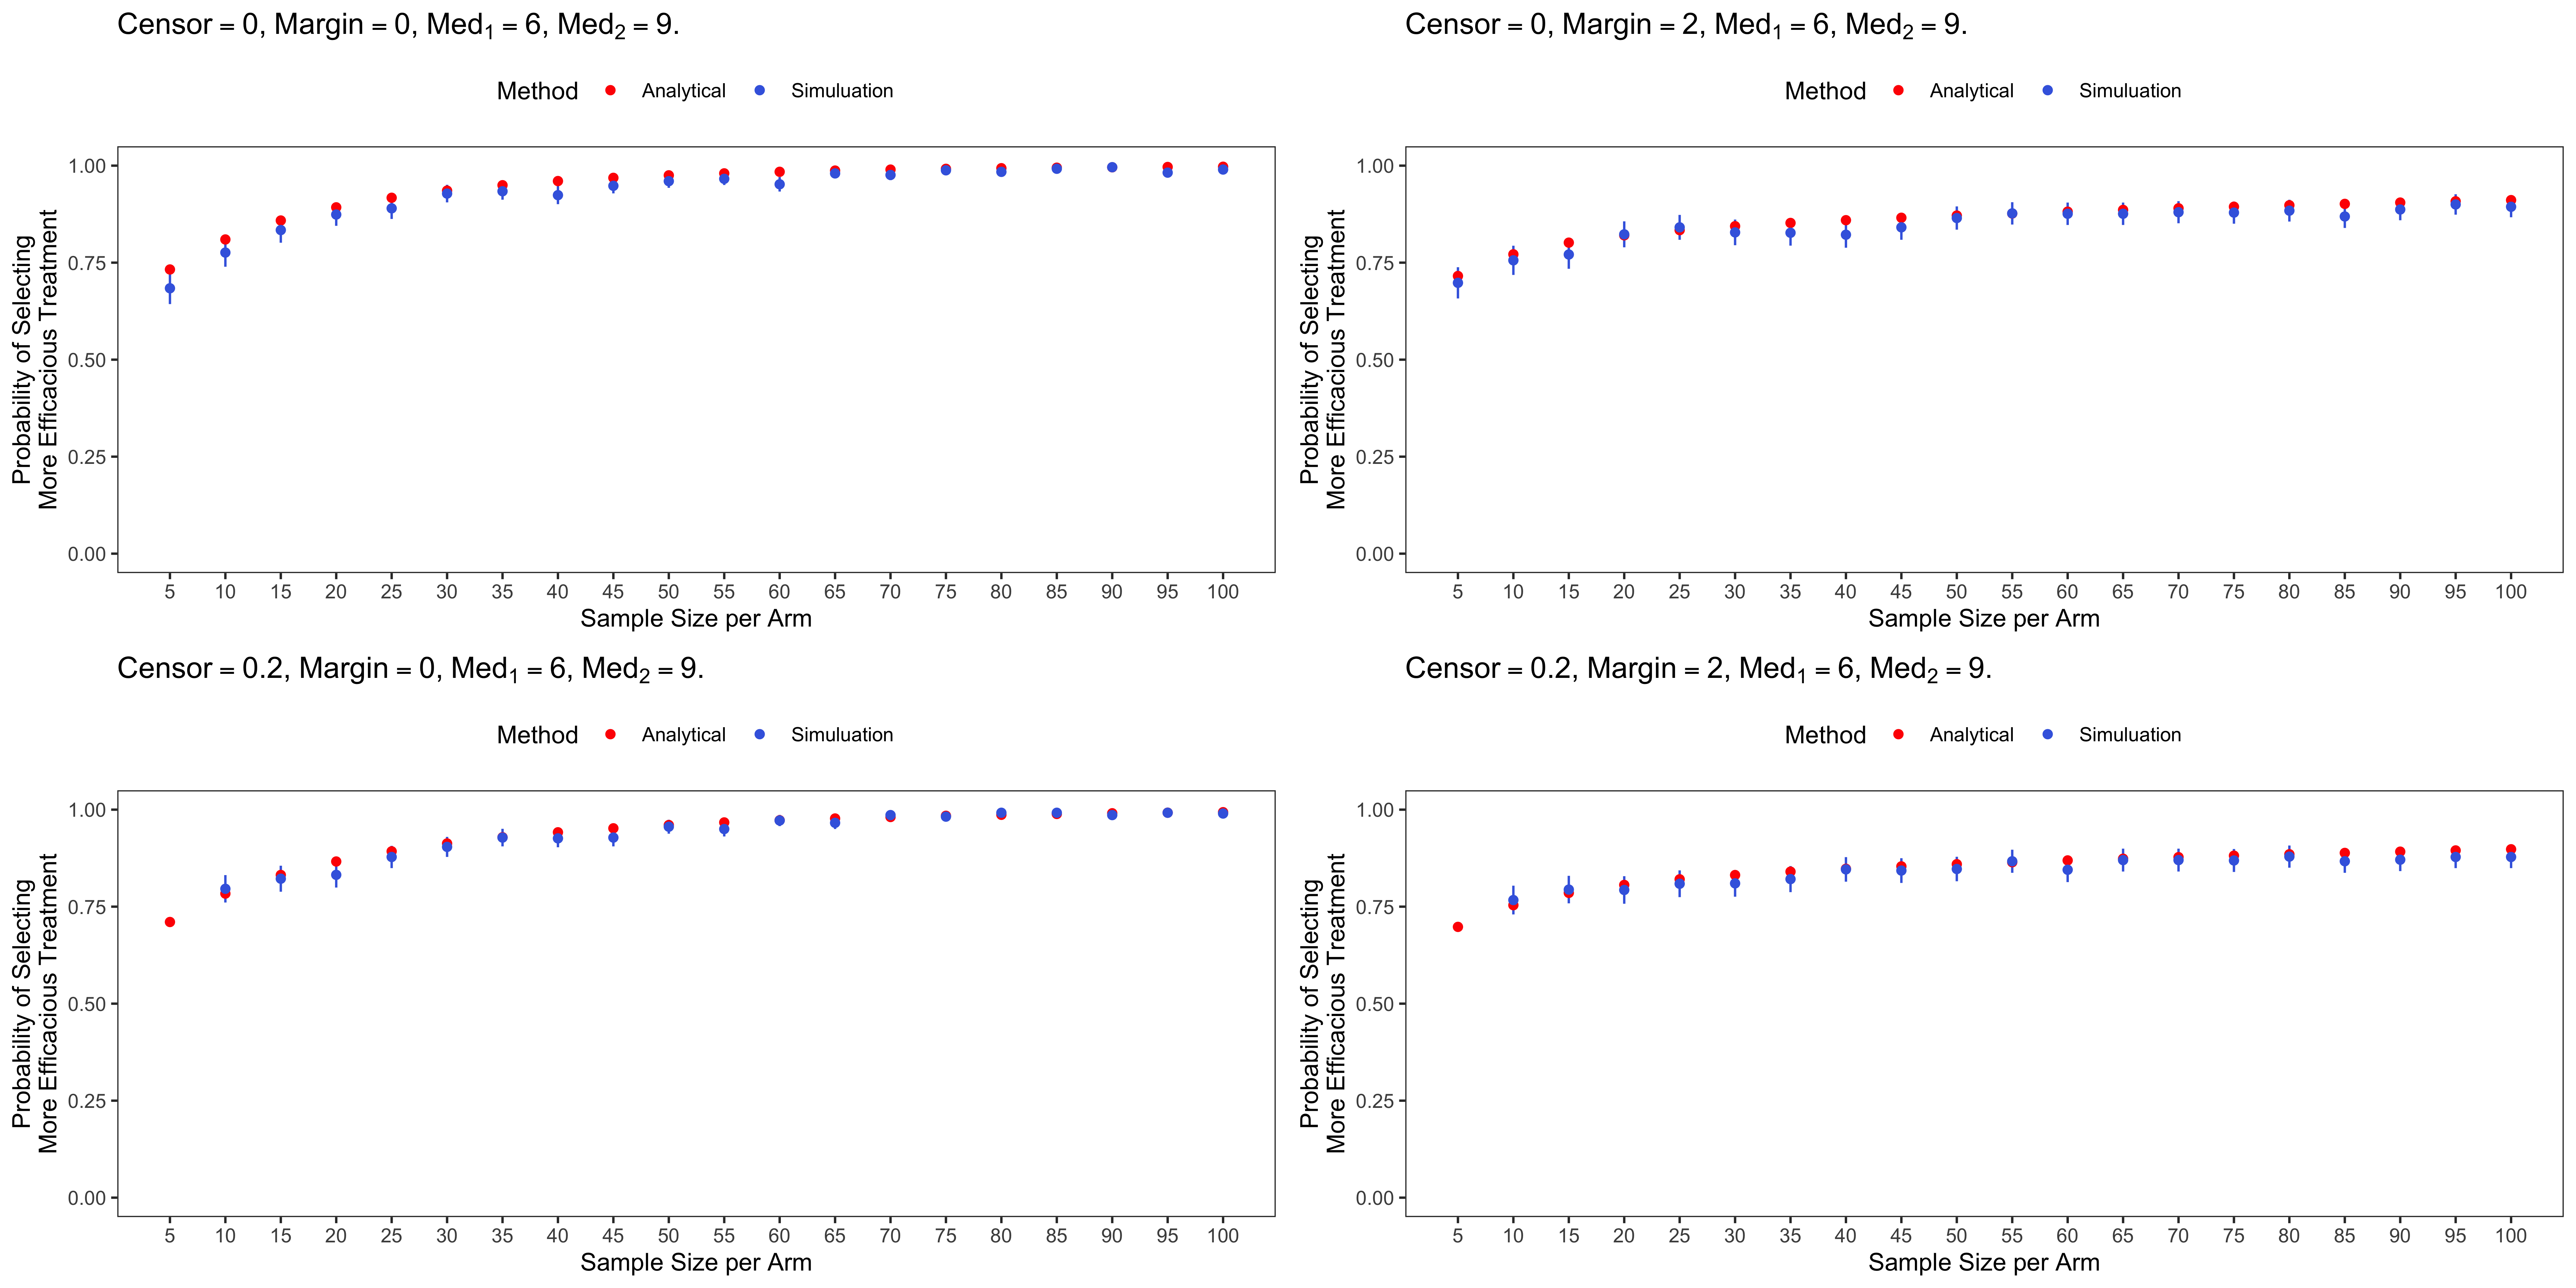 Censor = 0, Margin = 0, Med₁ = 6, Med₂ = 9.
Method Analytical Simuluation
Probability of Selecting
More Efficacious Treatment
1.00
0.75
0.50
0.25
0.00
5 10 15 20 25 30 35 40 45 50 55 60 65 70 75 80 85 90 95 100
Sample Size per Arm
Censor = 0, Margin = 2, Med₁ = 6, Med₂ = 9.
Method Analytical Simuluation
Probability of Selecting
More Efficacious Treatment
1.00
0.75
0.50
0.25
0.00
5 10 15 20 25 30 35 40 45 50 55 60 65 70 75 80 85 90 95 100
Sample Size per Arm
Censor = 0.2, Margin = 0, Med₁ = 6, Med₂ = 9.
Method Analytical Simuluation
Probability of Selecting
More Efficacious Treatment
1.00
0.75
0.50
0.25
0.00
5 10 15 20 25 30 35 40 45 50 55 60 65 70 75 80 85 90 95 100
Sample Size per Arm
Censor = 0.2, Margin = 2, Med₁ = 6, Med₂ = 9.
Method Analytical Simuluation
Probability of Selecting
More Efficacious Treatment
1.00
0.75
0.50
0.25
0.00
5 10 15 20 25 30 35 40 45 50 55 60 65 70 75 80 85 90 95 100
Sample Size per Arm